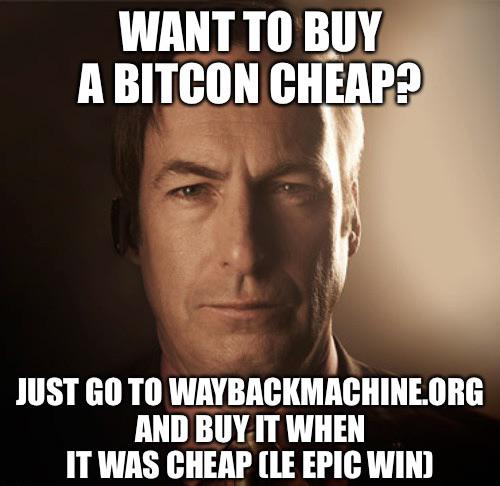 WANT TO BUY
A BITCON CHEAP?
JUST GO TO WAYBACKMACHINE.ORG
AND BUY IT WHEN
IT WAS CHEAP (LE EPIC WIN)